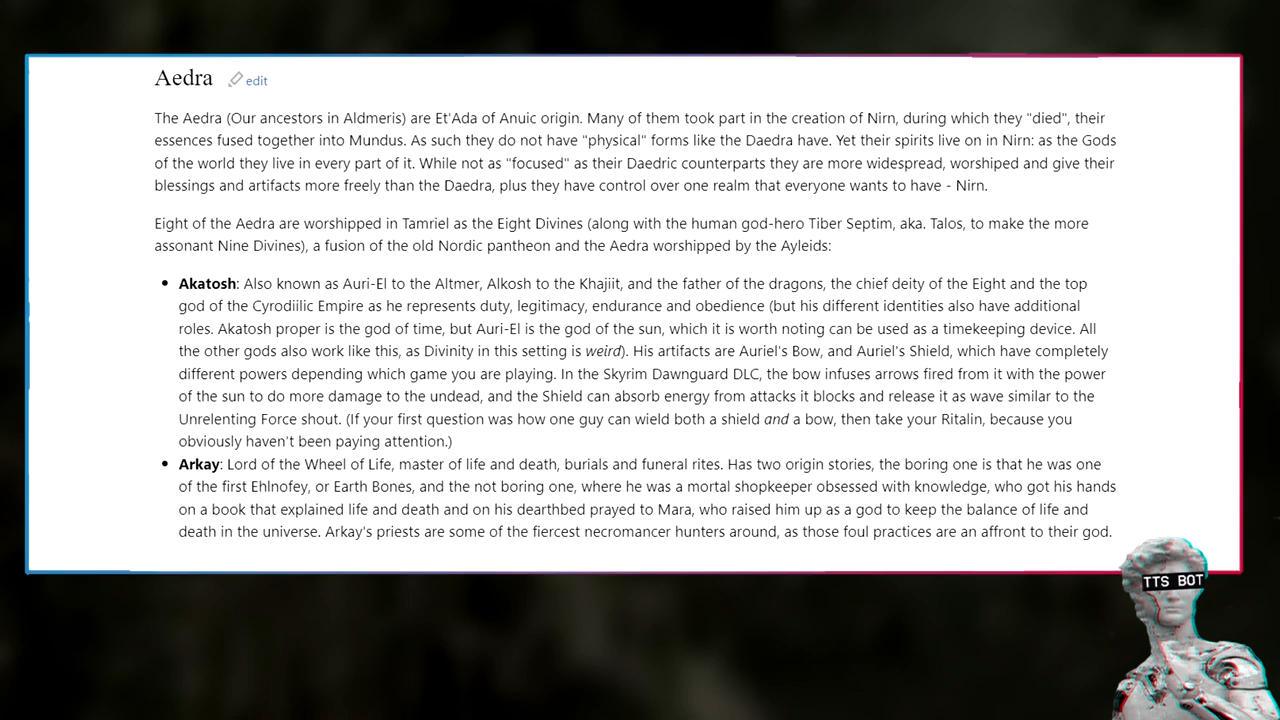 Aedra edit
The Aedra (Our ancestors in Aldmeris) are Et'Ada of Anuic origin. Many of them took part in the creation of Nirn, during which they "died", their
essences fused together into Mundus. As such they do not have "physical" forms like the Daedra have. Yet their spirits live on in Nirn: as the Gods
of the world they live in every part of it. While not as "focused" as their Daedric counterparts they are more widespread, worshiped and give their
blessings and artifacts more freely than the Daedra, plus they have control over one realm that everyone wants to have - Nirn.
Eight of the Aedra are worshipped in Tamriel as the Eight Divines (along with the human god-hero Tiber Septim, aka. Talos, to make the more
assonant Nine Divines), a fusion of the old Nordic pantheon and the Aedra worshipped by the Ayleids:
• Akatosh: Also known as Auri-El to the Altmer, Alkosh to the Khajiit, and the father of the dragons, the chief deity of the Eight and the top
god of the Cyrodiilic Empire as he represents duty, legitimacy, endurance and obedience (but his different identities also have additional
roles. Akatosh proper is the god of time, but Auri-El is the god of the sun, which it is worth noting can be used as a timekeeping device. All
the other gods also work like this, as Divinity in this setting is weird). His artifacts are Auriel's Bow, and Auriel's Shield, which have completely
different powers depending which game you are playing. In the Skyrim Dawnguard DLC, the bow infuses arrows fired from it with the power
of the sun to do more damage to the undead, and the Shield can absorb energy from attacks it blocks and release it as wave similar to the
Unrelenting Force shout. (If your first question was how one guy can wield both a shield and a bow, then take your Ritalin, because you
obviously haven't been paying attention.)
• Arkay: Lord of the Wheel of Life, master of life and death, burials and funeral rites. Has two origin stories, the boring one is that he was one
of the first Ehlnofey, or Earth Bones, and the not boring one, where he was a mortal shopkeeper obsessed with knowledge, who got his hands
on a book that explained life and death and on his dearthbed prayed to Mara, who raised him up as a god to keep the balance of life and
death in the universe. Arkay's priests are some of the fiercest necromancer hunters around, as those foul practices are an affront to their god.
TTS BOT